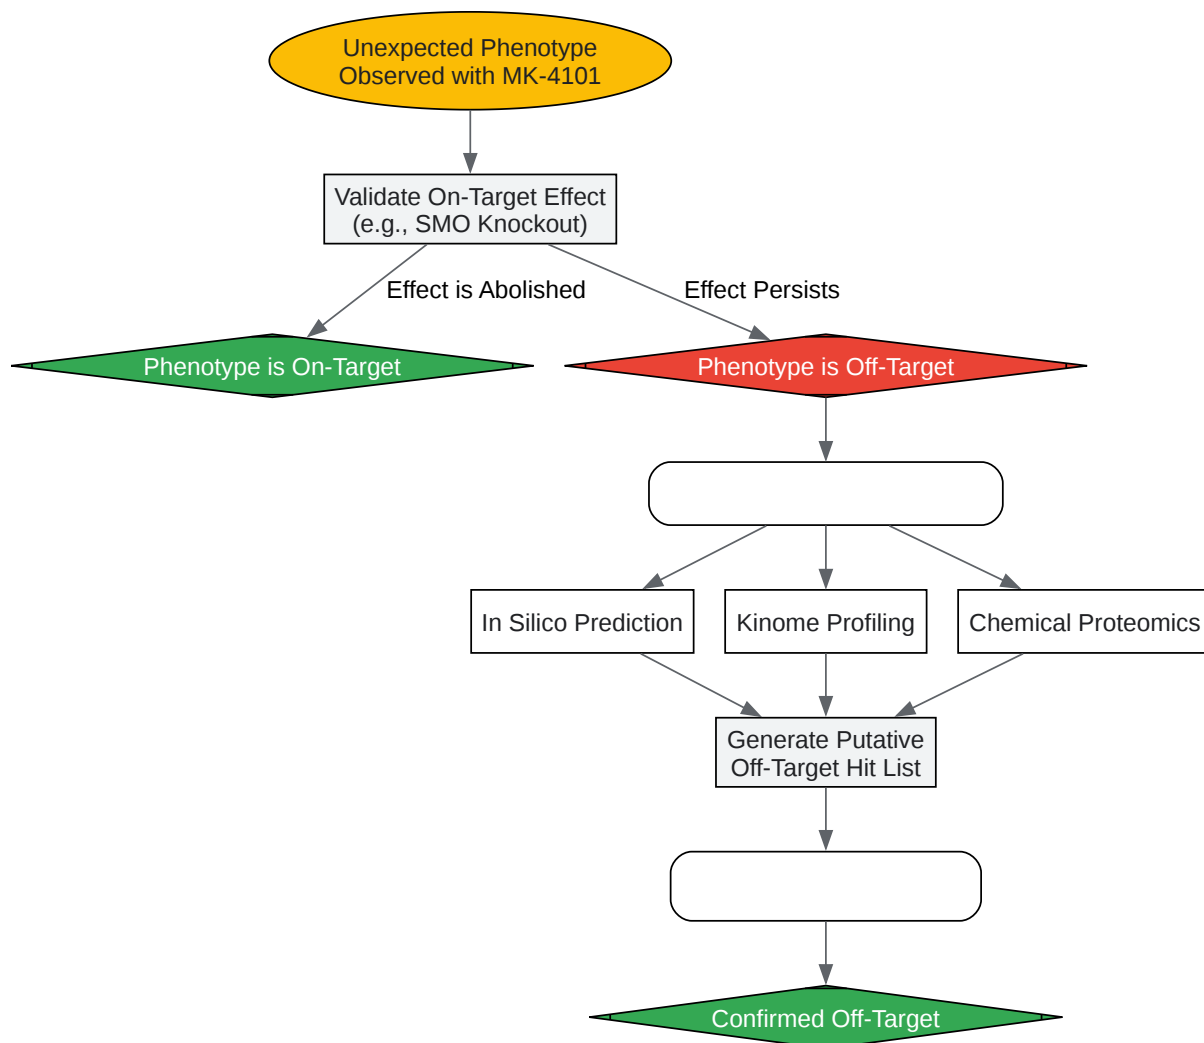 Unexpected Phenotype
Observed with MK-4101
Validate On-Target Effect
(e.g., SMO Knockout)
Effect is Abolished
Effect Persists
Phenotype is On-Target
Phenotype is Off-Target
In Silico Prediction
Kinome Profiling
Chemical Proteomics
Generate Putative
Off-Target Hit List
Confirmed Off-Target